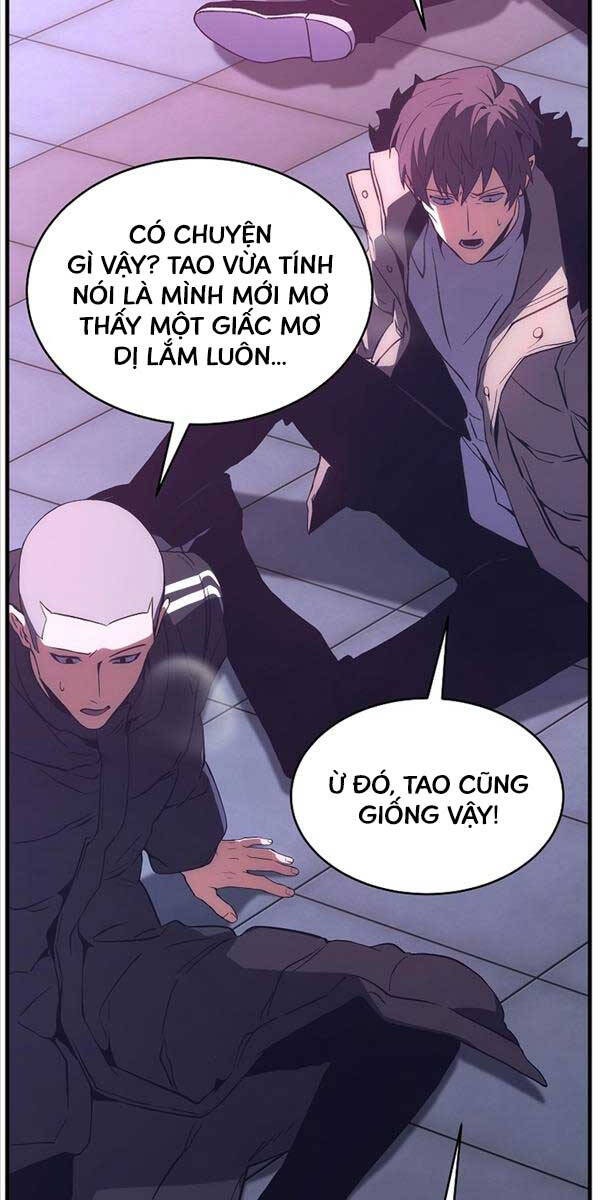 CÓ CHUYỆN
GÌ VẬY? TAO VỪA TÍNH
NÓI LÀ MÌNH MỚI MƠ
THẤY MỘT GIẤC MƠ
DỊ LẮM LUÔN...
Ừ ĐÓ, TAO CŨNG
GIỐNG VẬY!